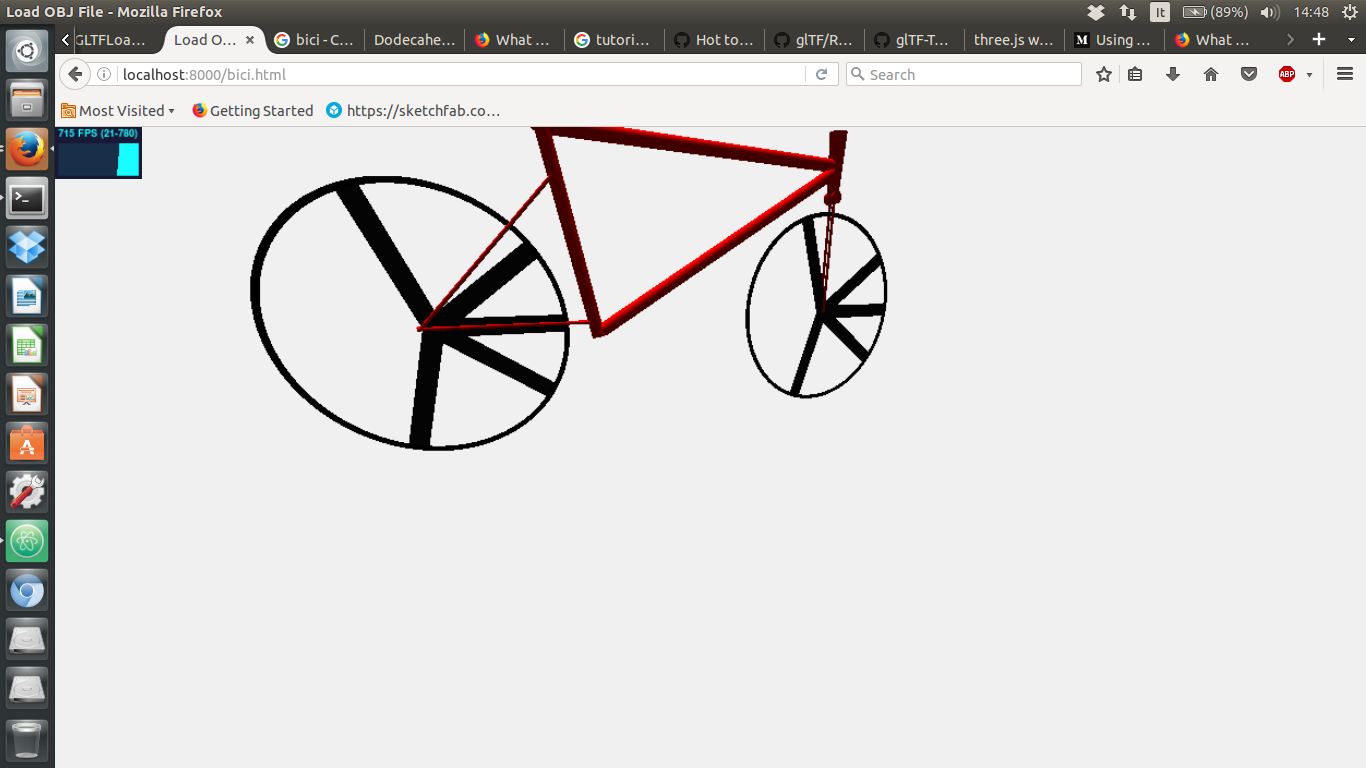 Load OBJ File - Mozilla Firefox
It
(89%)
14:48
GLTFLoa…
Load O…
bici - C…
Dodecahe…
What …
tutori…
Hot to…
glTF/R…
glTF-T…
three.js w…
Using …
What …
localhost:8000/bici.html
Search
ABP
Most Visited
Getting Started
https://sketchfab.co…
715 FPS (21-780)